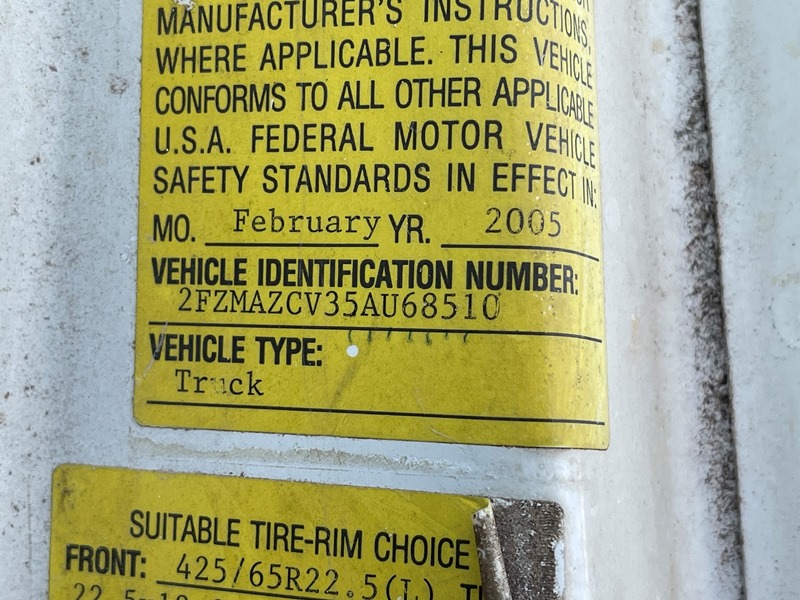 MANUFACTURER'S INSTRUCTIONS,
WHERE APPLICABLE. THIS VEHICLE
CONFORMS TO ALL OTHER APPLICABLE
U.S.A. FEDERAL MOTOR VEHICLE
SAFETY STANDARDS IN EFFECT IN:
MO. February YR. 2005
VEHICLE IDENTIFICATION NUMBER:
2FZMAZCV35AU68510
VEHICLE TYPE:
Truck
SUITABLE TIRE-RIM CHOICE
FRONT: 425/65R22.5(L)